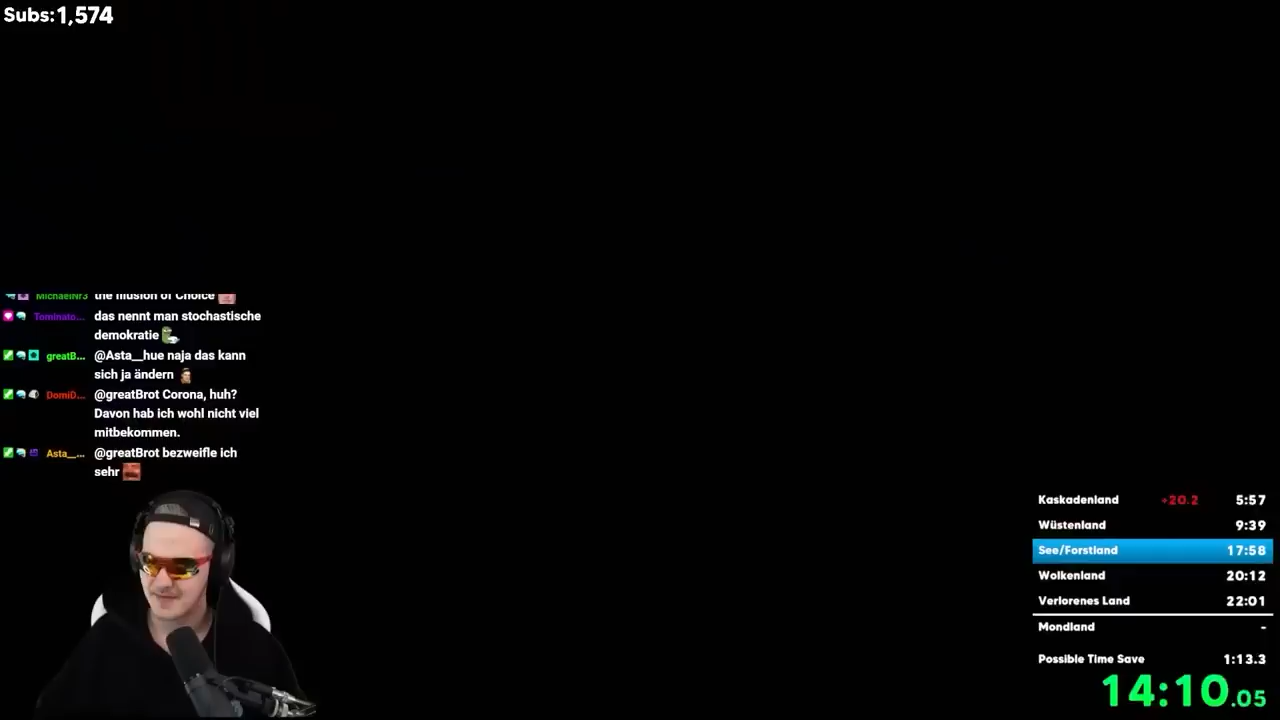 Subs:1,574
MichaelNr3 the illusion of Choice
Tominato... das nennt man stochastische
demokratie
greatB... @Asta__hue naja das kann
sich ja ändern
DomiD... @greatBrot Corona, huh?
Davon hab ich wohl nicht viel
mitbekommen.
Asta__... @greatBrot bezweifle ich
sehr
Kaskadenland +20.2 5:57
Wüstenland 9:39
See/Forstland 17:58
Wolkenland 20:12
Verlorenes Land 22:01
Mondland -
Possible Time Save 1:13.3
14:10.05